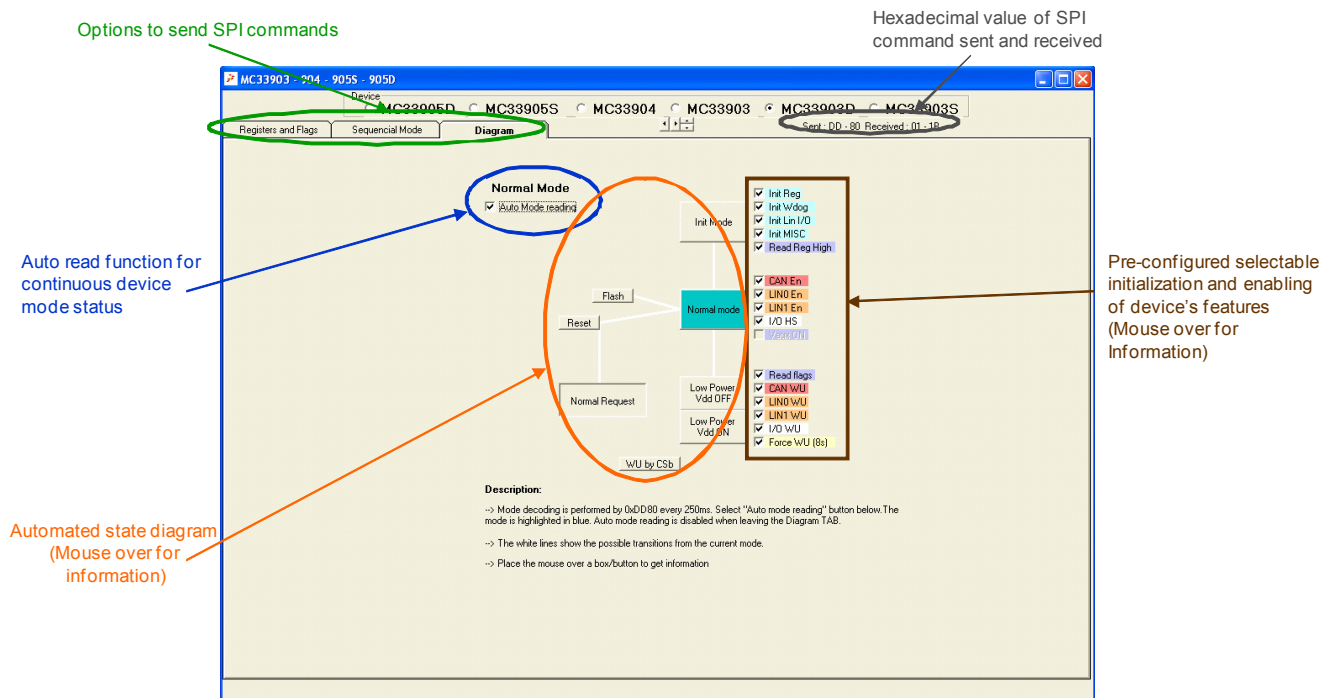 Options to send SPI commands
Hexadecimal value of SPI
command sent and received
MC33903 - 904 - 905S - 905D
Device
MC33905D MC33905S MC33904 MC33903 MC33903D MC33903S
Registers and Flags Sequencial Mode Diagram
Sent : DD - 80 Received : 01 - 1B
Normal Mode
Auto Mode reading
Init Mode
Flash
Reset
Normal mode
Normal Request
Low Power
Vdd OFF
Low Power
Vdd ON
WU by CSb
Init Reg
Init Wdog
Init Lin I/O
Init MISC
Read Reg High
CAN En
LIN0 En
LIN1 En
I/O HS
Read flags
CAN WU
LIN0 WU
LIN1 WU
I/O WU
Force WU (8s)
Auto read function for
continuous device
mode status
Pre-configured selectable
initialization and enabling
of device's features
(Mouse over for
Information)
Automated state diagram
(Mouse over for
information)
Description:
--> Mode decoding is performed by 0xDD80 every 250ms. Select "Auto mode reading" button below.The
mode is highlighted in blue. Auto mode reading is disabled when leaving the Diagram TAB.
--> The white lines show the possible transitions from the current mode.
--> Place the mouse over a box/button to get information